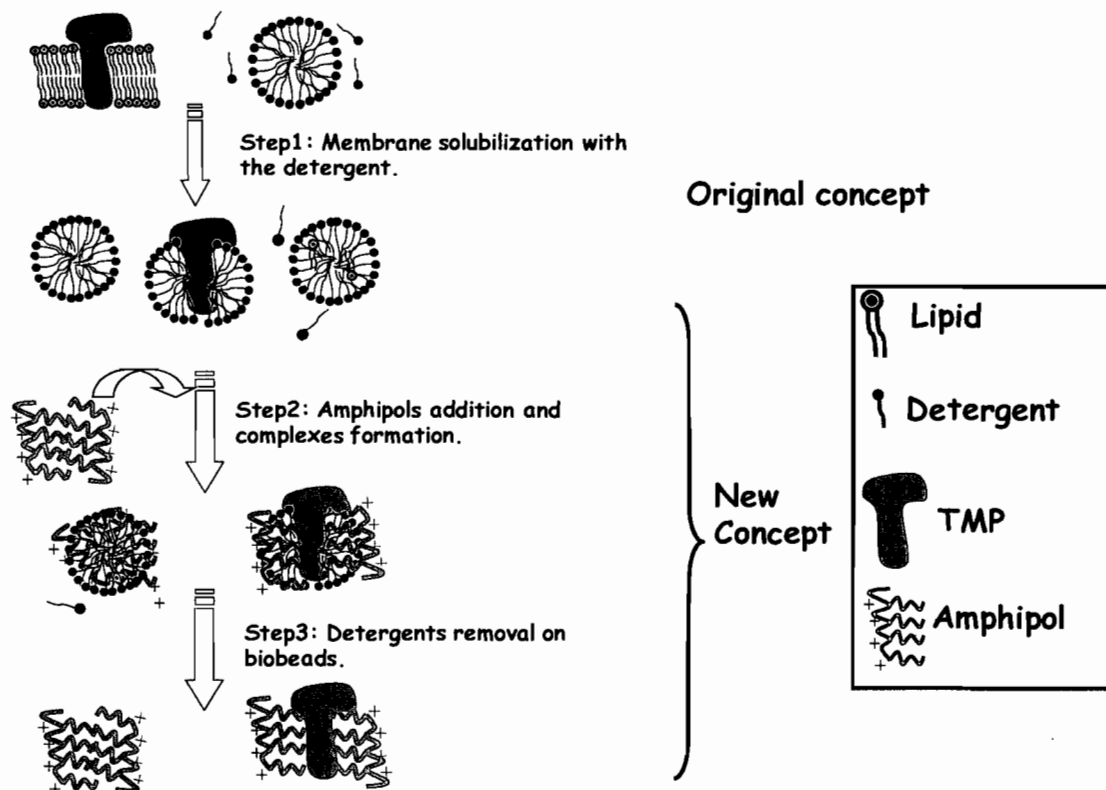 Step1: Membrane solubilization with
the detergent.
Original concept
Step2: Amphipols addition and
complexes formation.
New
Concept
Step3: Detergents removal on
biobeads.
Lipid
Detergent
TMP
Amphipol